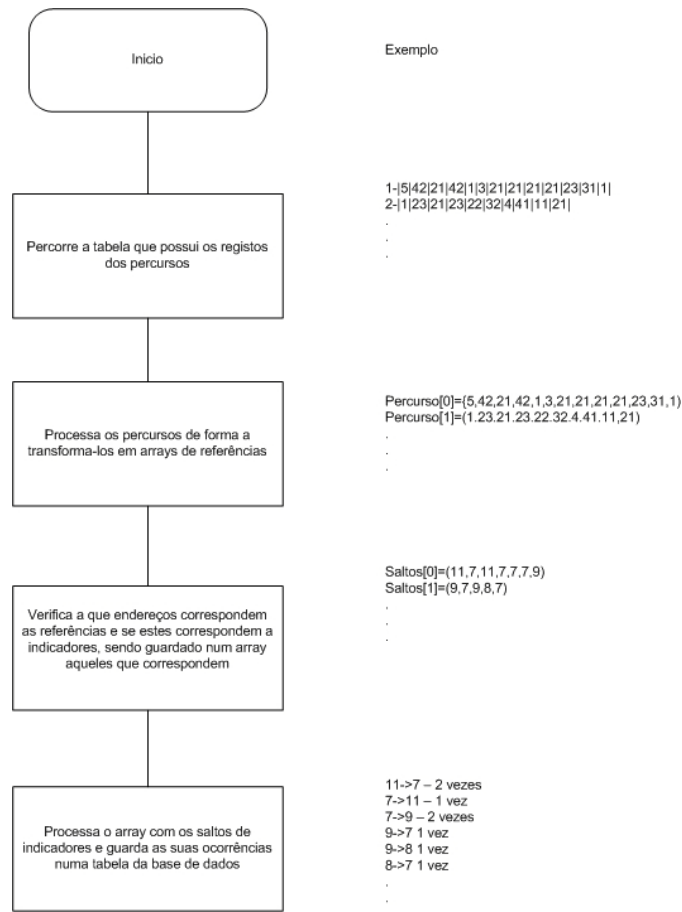 Inicio
Exemplo
Percorre a tabela que possui os registos
dos percursos
1-|5|42|21|42|1|3|21|21|21|21|23|31|1|
2-|1|23|21|23|22|32|4|41|11|21|
.
.
.
Processa os percursos de forma a
transforma-los em arrays de referências
Percurso[0]={5,42,21,42,1,3,21,21,21,21,23,31,1)
Percurso[1]=(1.23.21.23.22.32.4.41.11,21)
.
.
.
Verifica a que endereços correspondem
as referências e se estes correspondem a
indicadores, sendo guardado num array
aqueles que correspondem
Saltos[0]=(11,7,11,7,7,7,9)
Saltos[1]=(9,7,9,8,7)
.
.
.
Processa o array com os saltos de
indicadores e guarda as suas ocorrências
numa tabela da base de dados
11->7 – 2 vezes
7->11 – 1 vez
7->9 – 2 vezes
9->7 1 vez
9->8 1 vez
8->7 1 vez
.
.